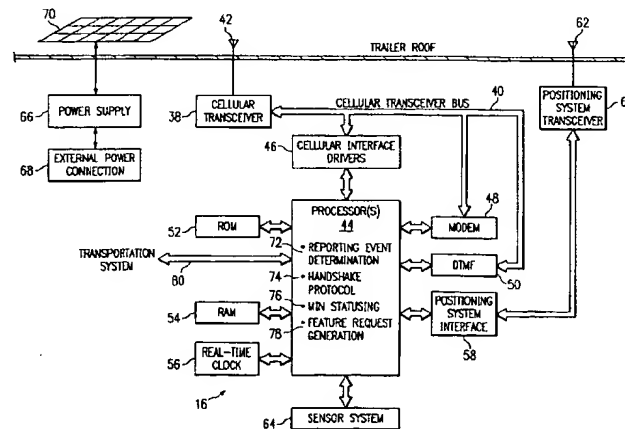 70
42
62
TRAILER ROOF
66
POWER SUPPLY
38
CELLULAR
TRANSCEIVER
CELLULAR TRANSCEIVER BUS
40
POSITIONING
SYSTEM
TRANSCEIVER
6
68
EXTERNAL POWER
CONNECTION
46
CELLULAR INTERFACE
DRIVERS
PROCESSOR(S)
44
48
MODEM
52
ROM
72
• REPORTING EVENT
DETERMINATION
TRANSPORTATION
SYSTEM
80
74
• HANDSHAKE
PROTOCOL
DTMF
50
76
• MIN STATUSING
54
RAM
78
• FEATURE REQUEST
GENERATION
POSITIONING
SYSTEM
INTERFACE
58
56
REAL-TIME
CLOCK
16
64
SENSOR SYSTEM